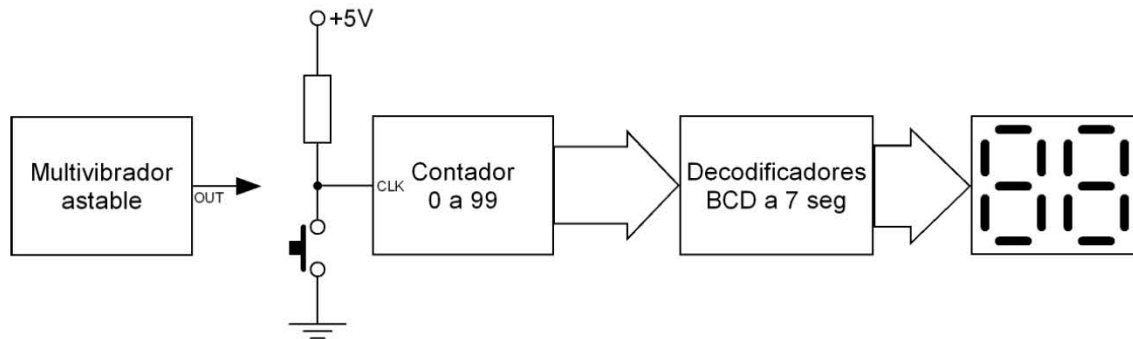 +5V
Multivibrador
astable
OUT
CLK
Contador
0 a 99
Decodificadores
BCD a 7 seg